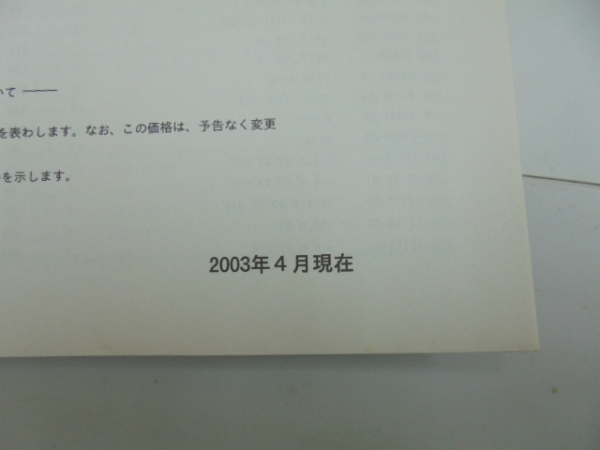 いて ――
を表わします。なお、この価格は、予告なく変更
を示します。
2003年4月現在